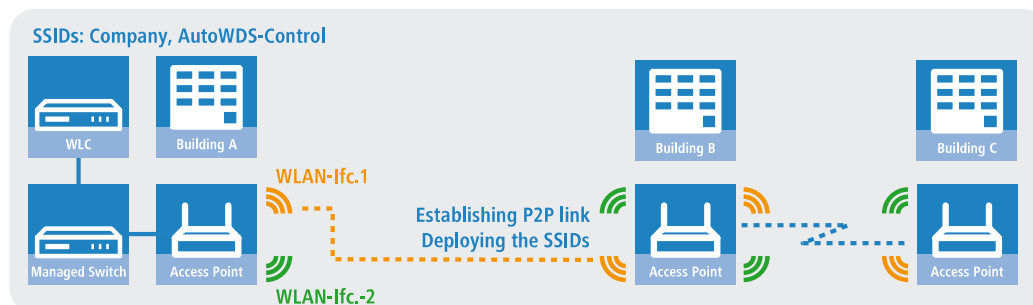 SSIDs: Company, AutoWDS-Control
WLC
Building A
Building B
Building C
WLAN-Ifc.1
Establishing P2P link
Deploying the SSIDs
Managed Switch
Access Point
Access Point
Access Point
WLAN-Ifc.-2